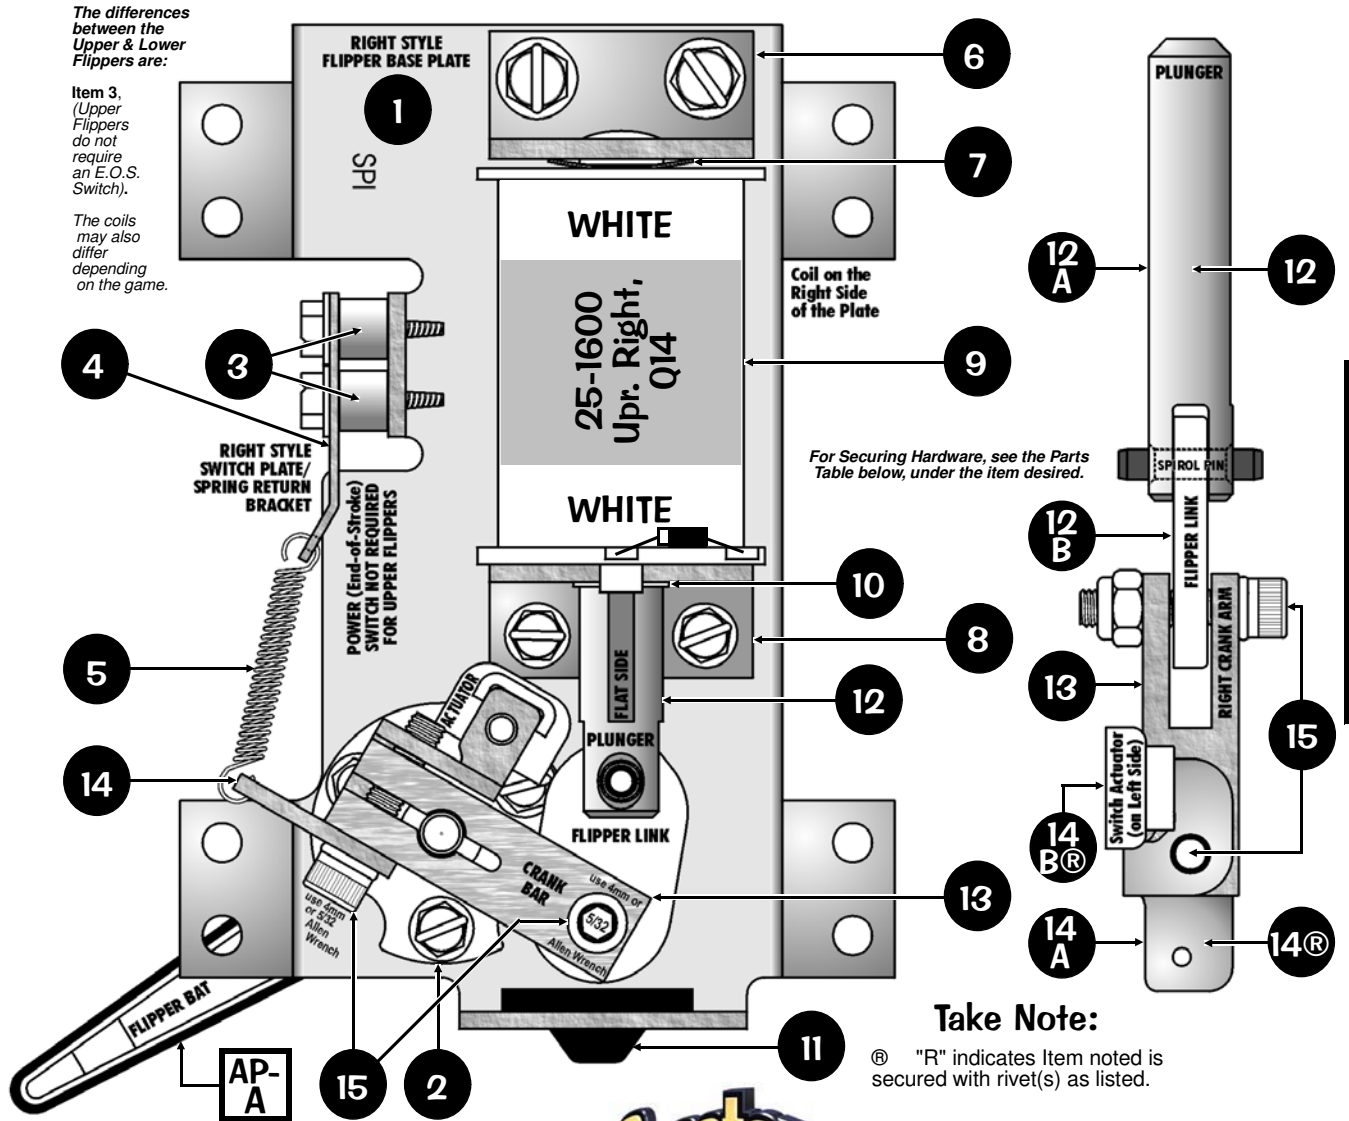 The differences
between the
Upper & Lower
Flippers are:
Item 3,
(Upper
Flippers
do not
require
an E.O.S.
Switch).
The coils
may also
differ
depending
on the game.
RIGHT STYLE
FLIPPER BASE PLATE
1
SPI
6
7
WHITE
25-1600
Upr. Right,
Q14
WHITE
Coil on the
Right Side
of the Plate
9
4
3
RIGHT STYLE
SWITCH PLATE/
SPRING RETURN
BRACKET
POWER (End-of-Stroke)
SWITCH NOT REQUIRED
FOR UPPER FLIPPERS
For Securing Hardware, see the Parts
Table below, under the item desired.
10
8
5
12
ACTUATOR
FLAT SIDE
PLUNGER
14
FLIPPER LINK
CRANK
BAR
use 4mm or
5/32
Allen Wrench
use 4mm
or 5/32
Allen
Wrench
13
FLIPPER BAT
AP-
A
15
2
11
PLUNGER
12
A
12
SPIROL PIN
12
B
FLIPPER LINK
RIGHT CRANK ARM
13
15
Switch Actuator
(on Left Side)
14
B®
14
A
14®
Take Note:
® "R" indicates Item noted is
secured with rivet(s) as listed.